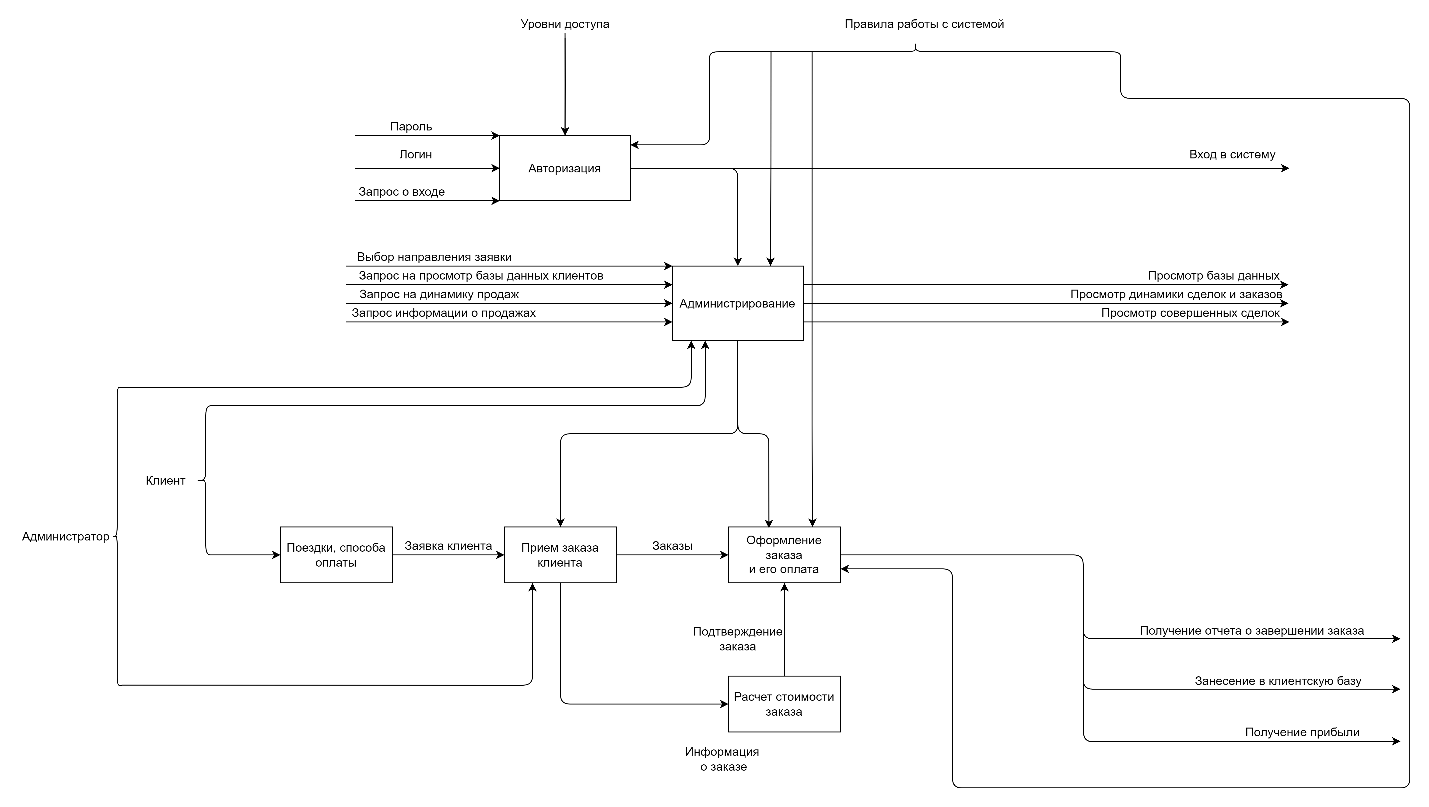 Уровни доступа
Правила работы с системой
Пароль
Логин
Запрос о входе
Авторизация
Вход в систему
Выбор направления заявки
Запрос на просмотр базы данных клиентов
Запрос на динамику продаж
Запрос информации о продажах
Администрирование
Просмотр базы данных
Просмотр динамики сделок и заказов
Просмотр совершенных сделок
Клиент
Администратор
Поездки, способа
оплаты
Заявка клиента
Прием заказа
клиента
Заказы
Оформление
заказа
и его оплата
Подтверждение
заказа
Расчет стоимости
заказа
Информация
о заказе
Получение отчета о завершении заказа
Занесение в клиентскую базу
Получение прибыли